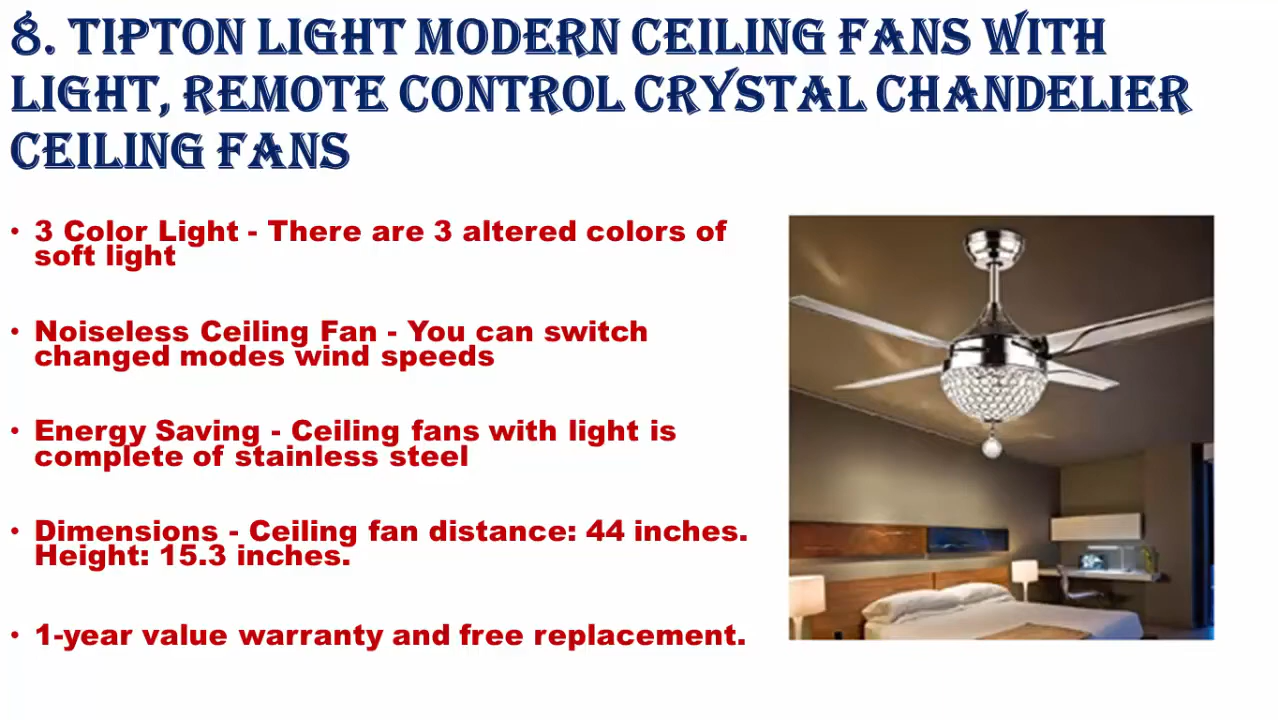 8. TIPTON LIGHT MODERN CEILING FANS WITH
LIGHT, REMOTE CONTROL CRYSTAL CHANDELIER
CEILING FANS
• 3 Color Light - There are 3 altered colors of
soft light
• Noiseless Ceiling Fan - You can switch
changed modes wind speeds
• Energy Saving - Ceiling fans with light is
complete of stainless steel
• Dimensions - Ceiling fan distance: 44 inches.
Height: 15.3 inches.
• 1-year value warranty and free replacement.